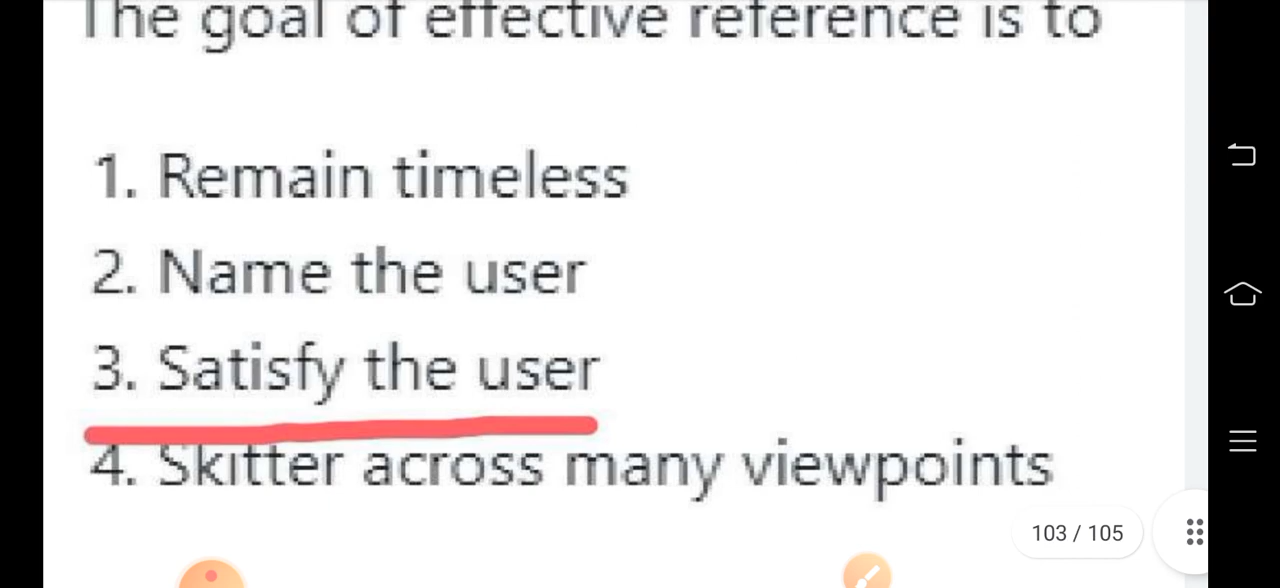 The goal of effective reference is to
1. Remain timeless
2. Name the user
3. Satisfy the user
4. Skitter across many viewpoints
103 / 105